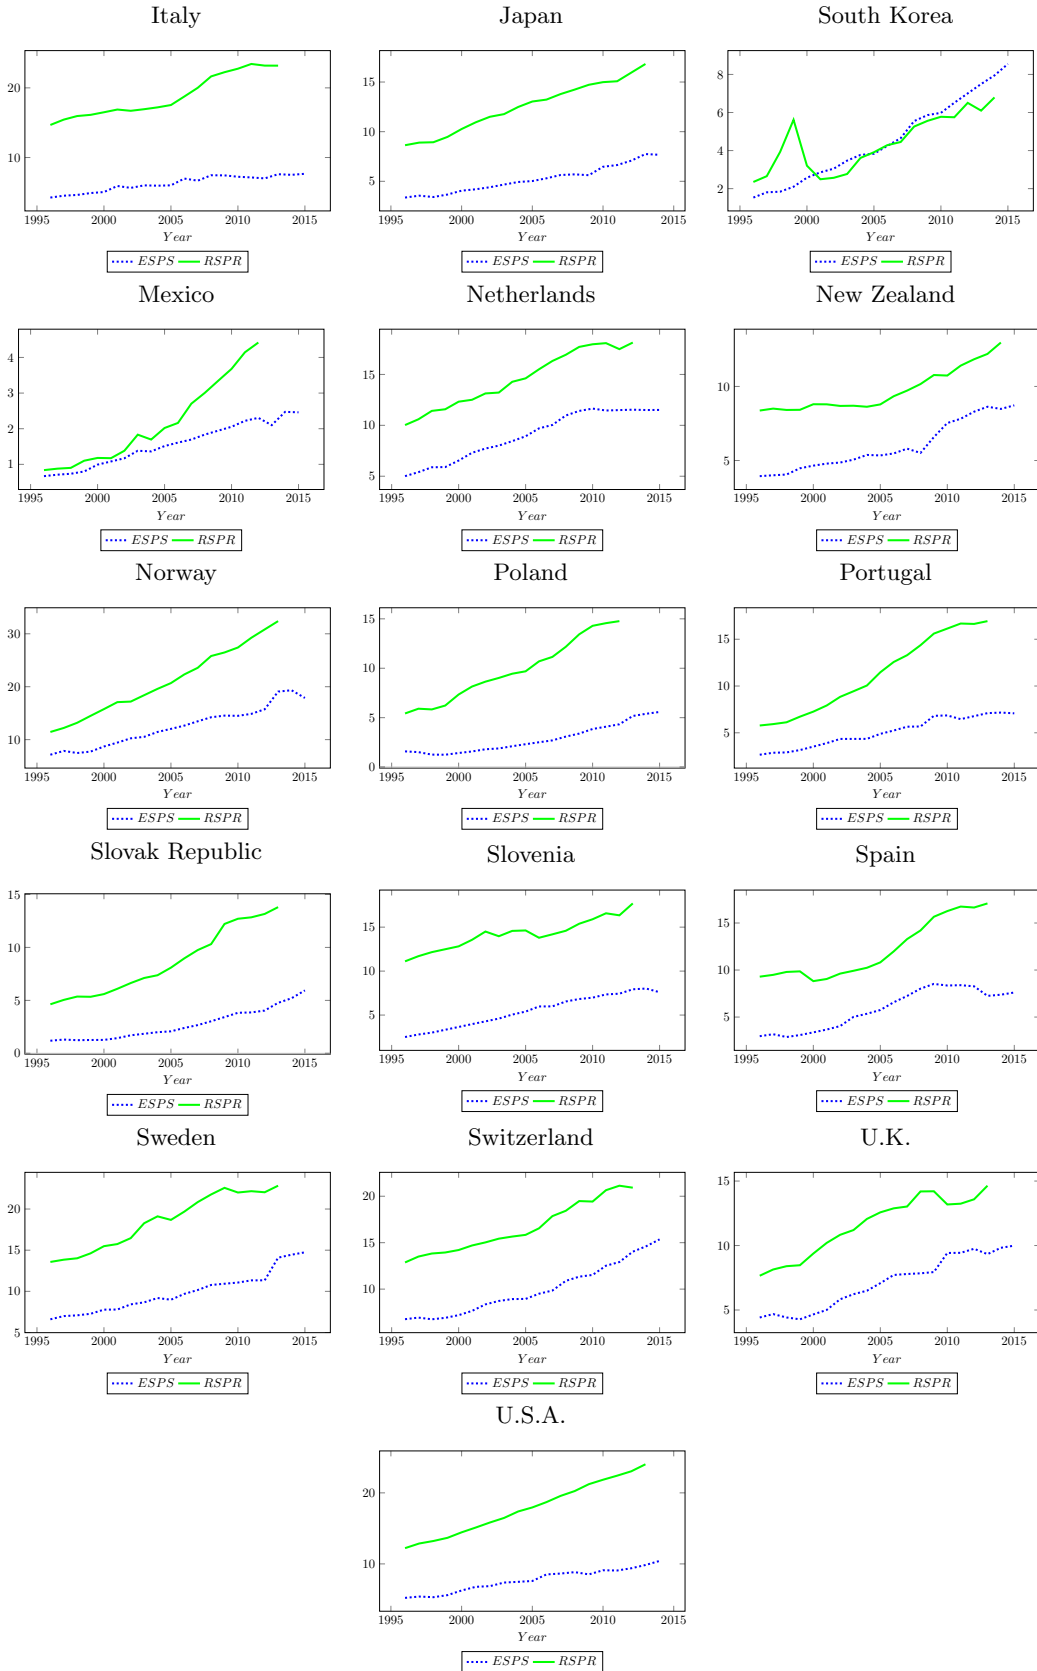 Italy Japan South Korea
20
10
1995 2000 2005 2010 2015
Year
ESPS RSPR
15
10
5
1995 2000 2005 2010 2015
Year
ESPS RSPR
8
6
4
2
1995 2000 2005 2010 2015
Year
ESPS RSPR
Mexico Netherlands New Zealand
4
3
2
1
1995 2000 2005 2010 2015
Year
ESPS RSPR
15
10
5
1995 2000 2005 2010 2015
Year
ESPS RSPR
10
5
1995 2000 2005 2010 2015
Year
ESPS RSPR
Norway Poland Portugal
30
20
10
1995 2000 2005 2010 2015
Year
ESPS RSPR
15
10
5
0
1995 2000 2005 2010 2015
Year
ESPS RSPR
15
10
5
1995 2000 2005 2010 2015
Year
ESPS RSPR
Slovak Republic Slovenia Spain
15
10
5
0
1995 2000 2005 2010 2015
Year
ESPS RSPR
15
10
5
1995 2000 2005 2010 2015
Year
ESPS RSPR
15
10
5
1995 2000 2005 2010 2015
Year
ESPS RSPR
Sweden Switzerland U.K.
20
15
10
5
1995 2000 2005 2010 2015
Year
ESPS RSPR
20
15
10
1995 2000 2005 2010 2015
Year
ESPS RSPR
15
10
5
1995 2000 2005 2010 2015
Year
ESPS RSPR
U.S.A.
20
10
1995 2000 2005 2010 2015
Year
ESPS RSPR